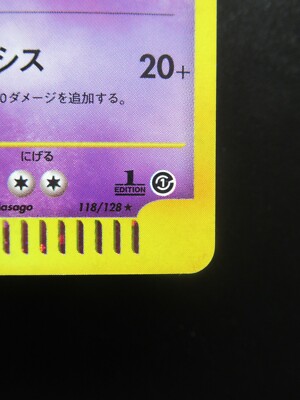 シス 20+
0ダメージを追加する。
にげる
1
EDITION
asago 118/128 ★